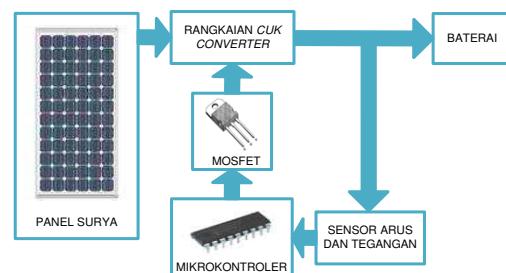 RANGKAIAN CUK
CONVERTER
BATERAI
MOSFET
PANEL SURYA
SENSOR ARUS
DAN TEGANGAN
MIKROKONTROLER